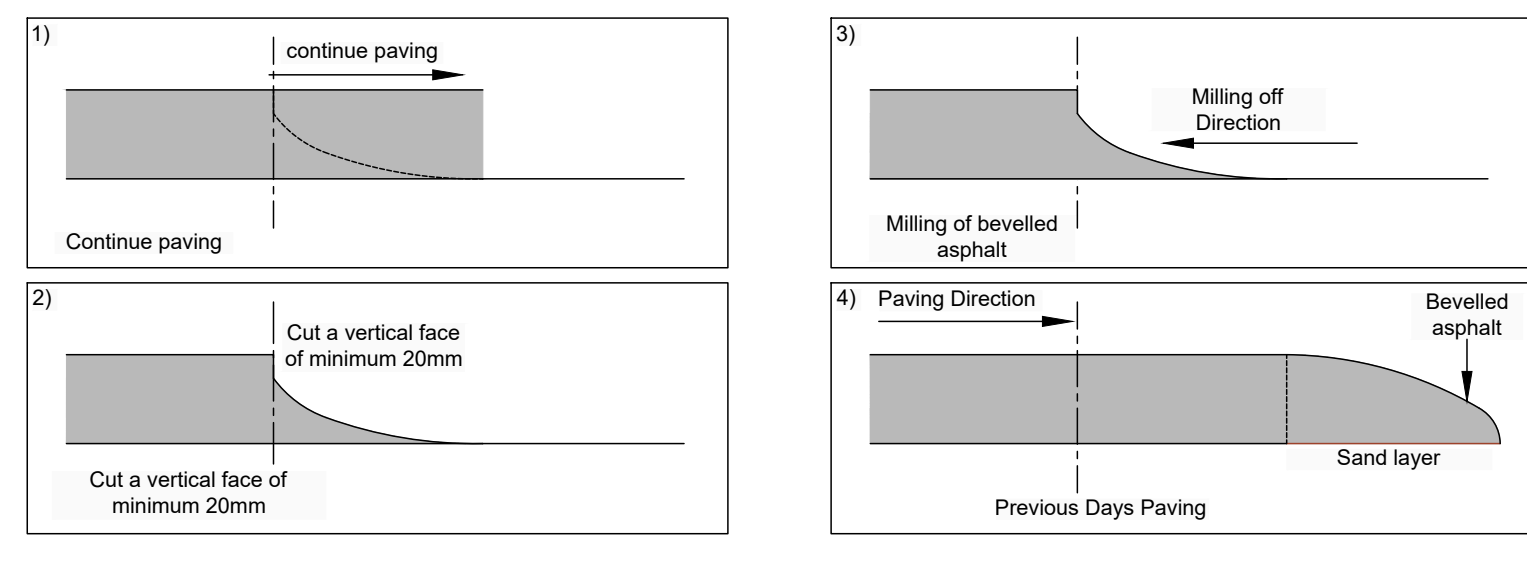 1)
continue paving
Continue paving
2)
Cut a vertical face
of minimum 20mm
Cut a vertical face of
minimum 20mm
3)
Milling off
Direction
Milling of bevelled
asphalt
4)
Paving Direction
Bevelled
asphalt
Sand layer
Previous Days Paving